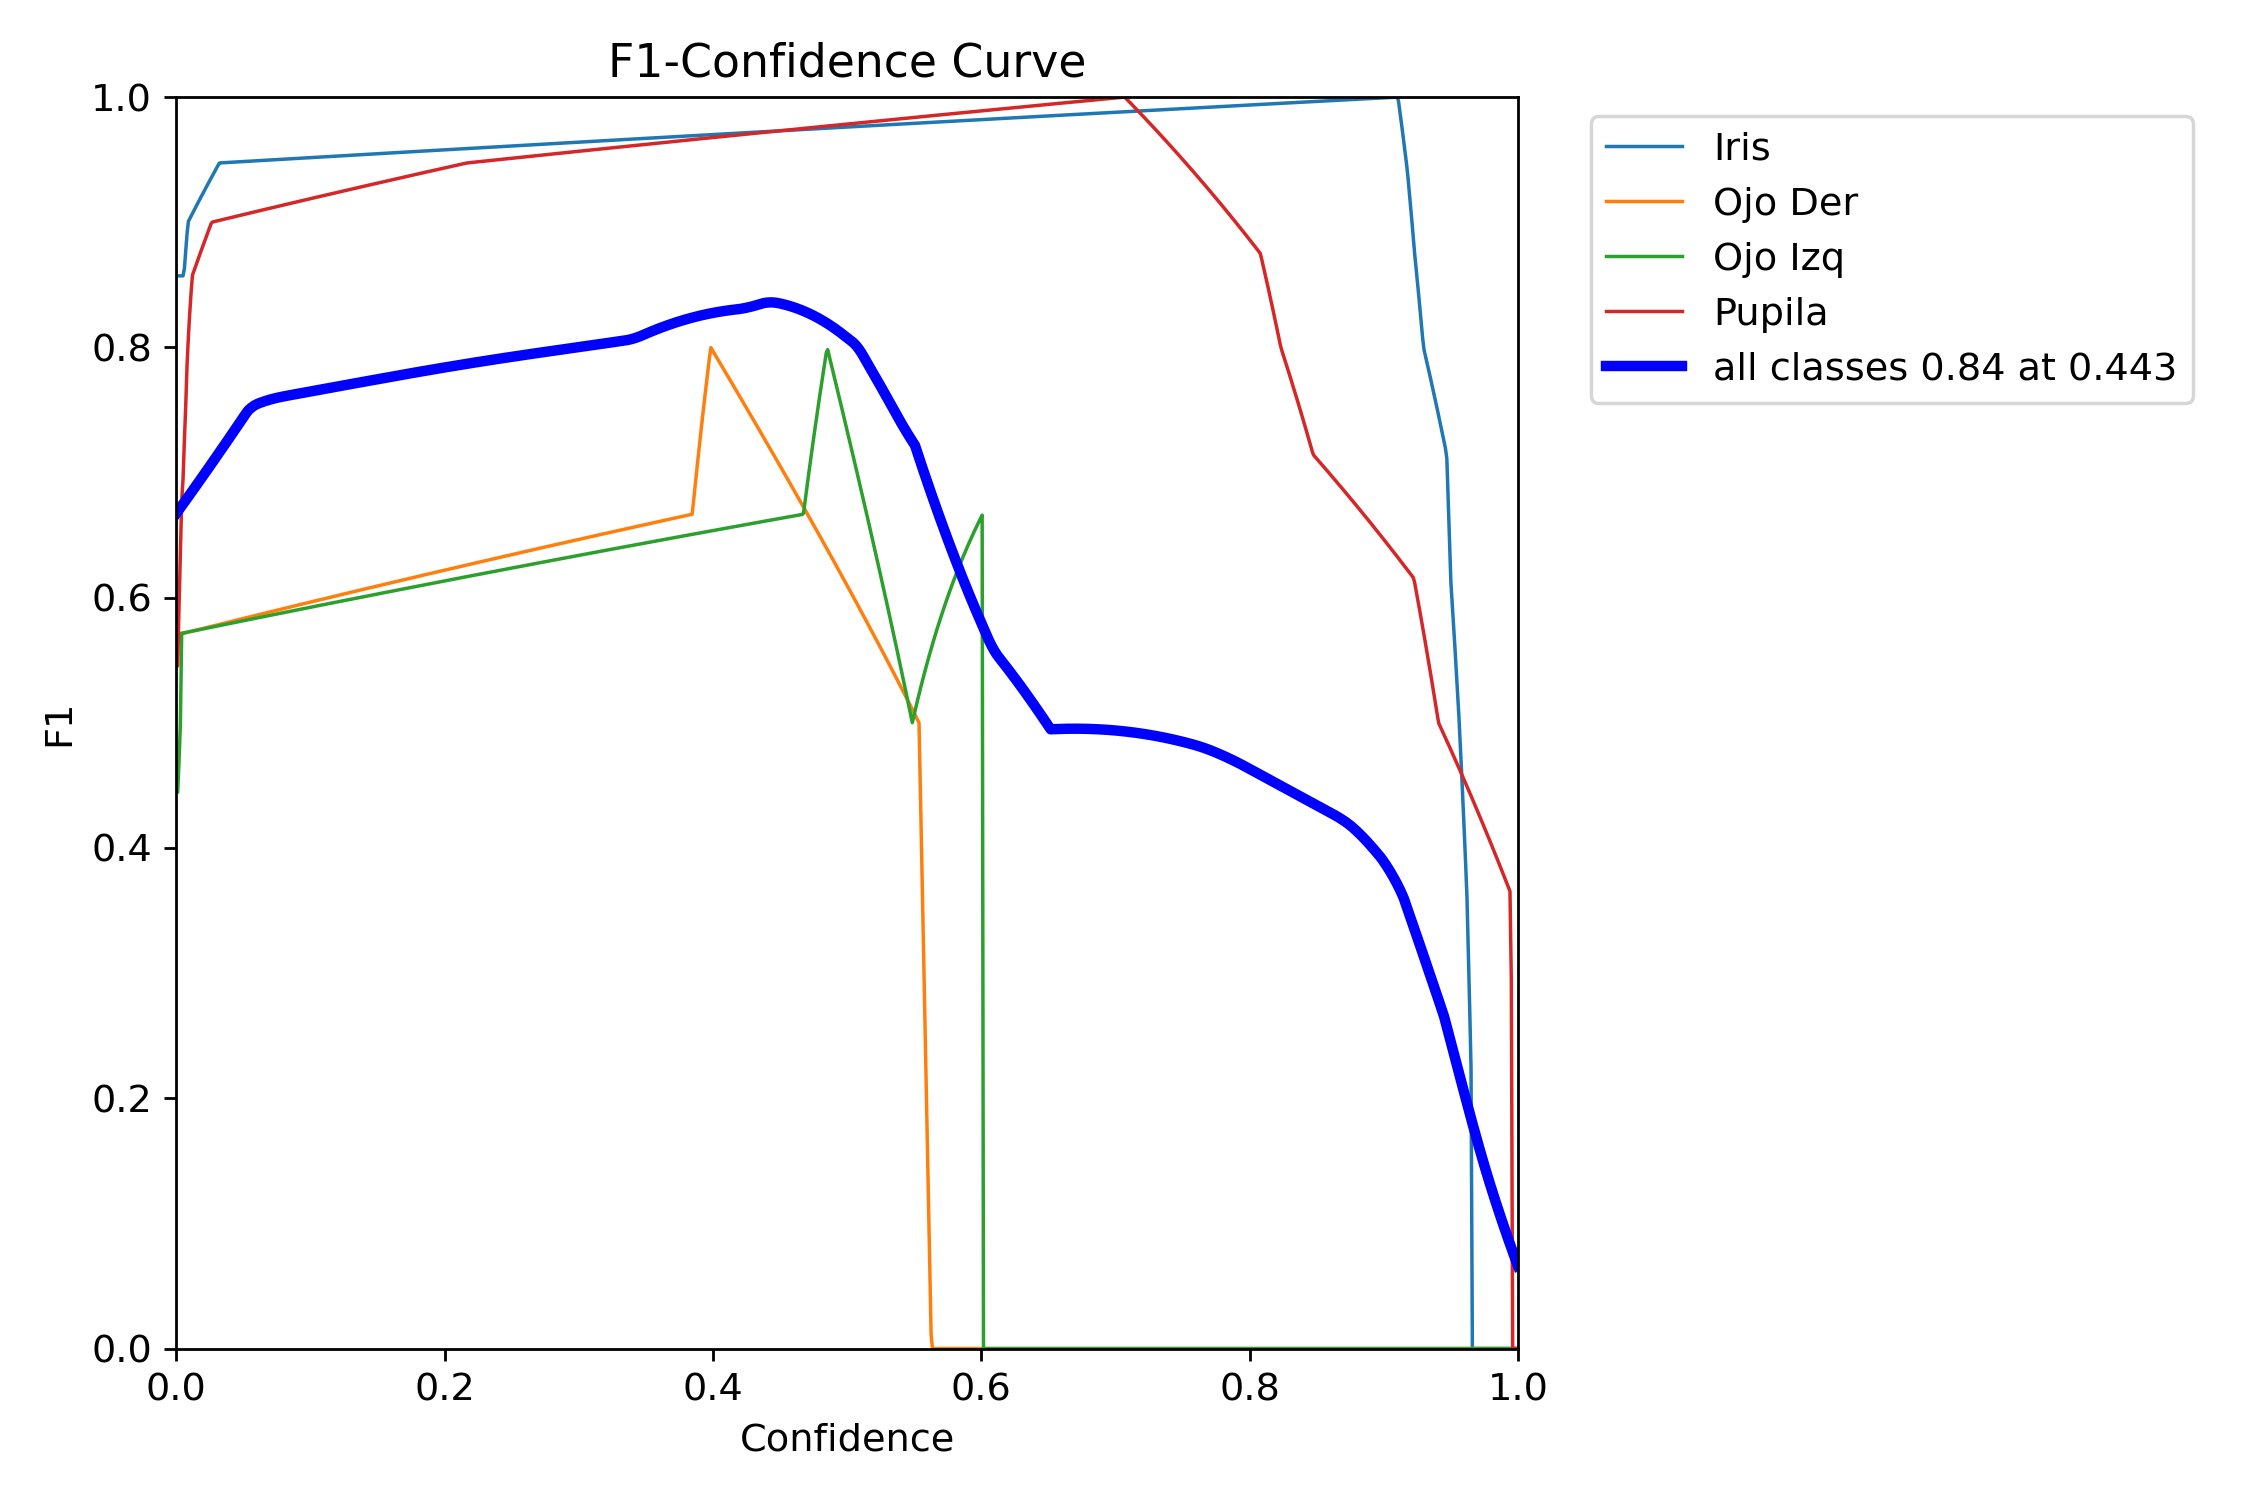 F1-Confidence Curve
1.0
0.8
0.6
0.4
0.2
0.0
F1
0.0 0.2 0.4 0.6 0.8 1.0
Confidence
Iris
Ojo Der
Ojo Izq
Pupila
all classes 0.84 at 0.443